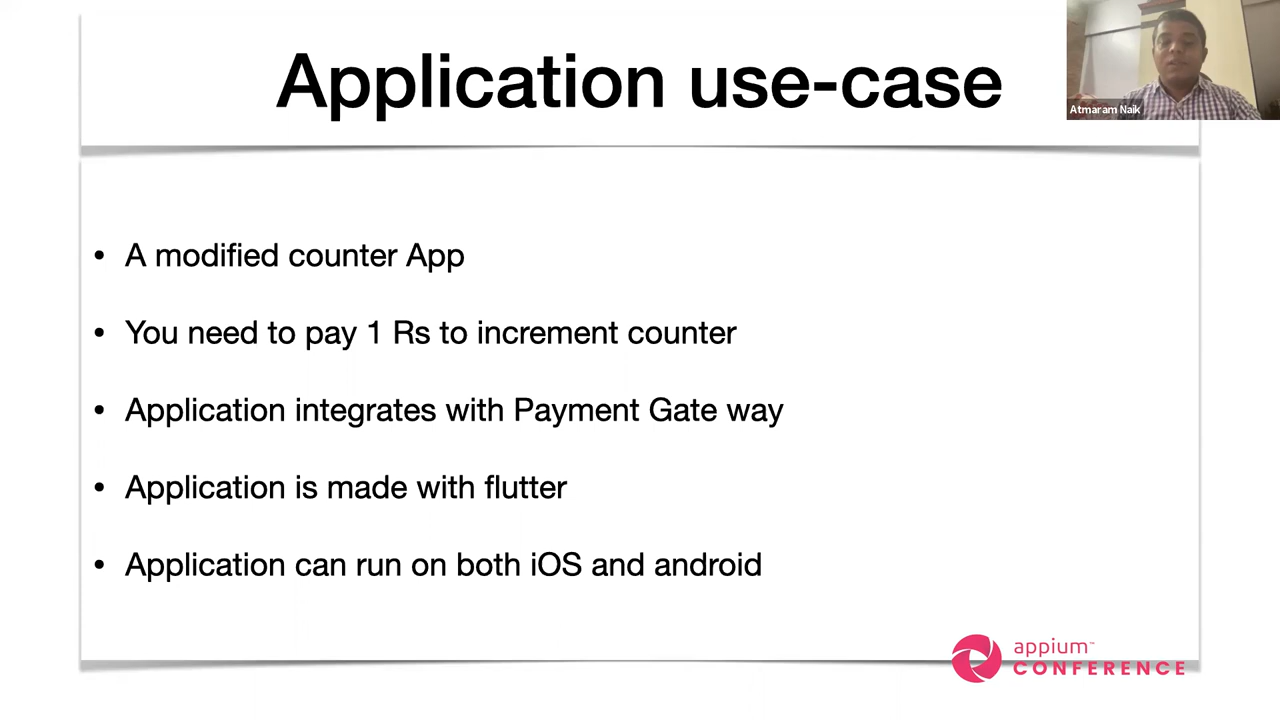 Application use-case
Atmaram Naik
• A modified counter App
• You need to pay 1 Rs to increment counter
• Application integrates with Payment Gate way
• Application is made with flutter
• Application can run on both iOS and android
appium™
CONFERENCE